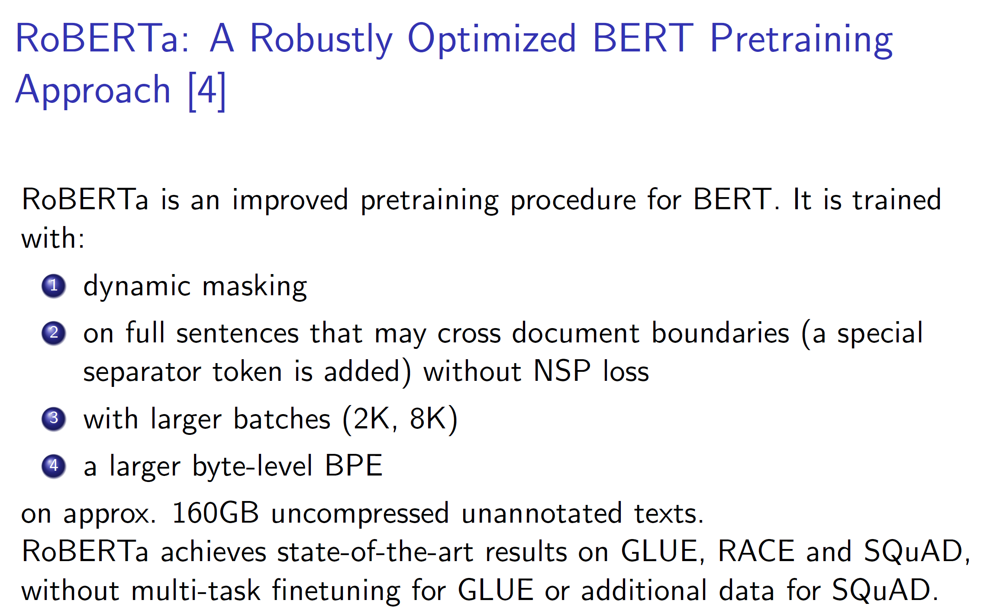 RoBERTa: A Robustly Optimized BERT Pretraining
Approach [4]
RoBERTa is an improved pretraining procedure for BERT. It is trained
with:
1 dynamic masking
2 on full sentences that may cross document boundaries (a special
separator token is added) without NSP loss
3 with larger batches (2K, 8K)
4 a larger byte-level BPE
on approx. 160GB uncompressed unannotated texts.
RoBERTa achieves state-of-the-art results on GLUE, RACE and SQuAD,
without multi-task finetuning for GLUE or additional data for SQuAD.